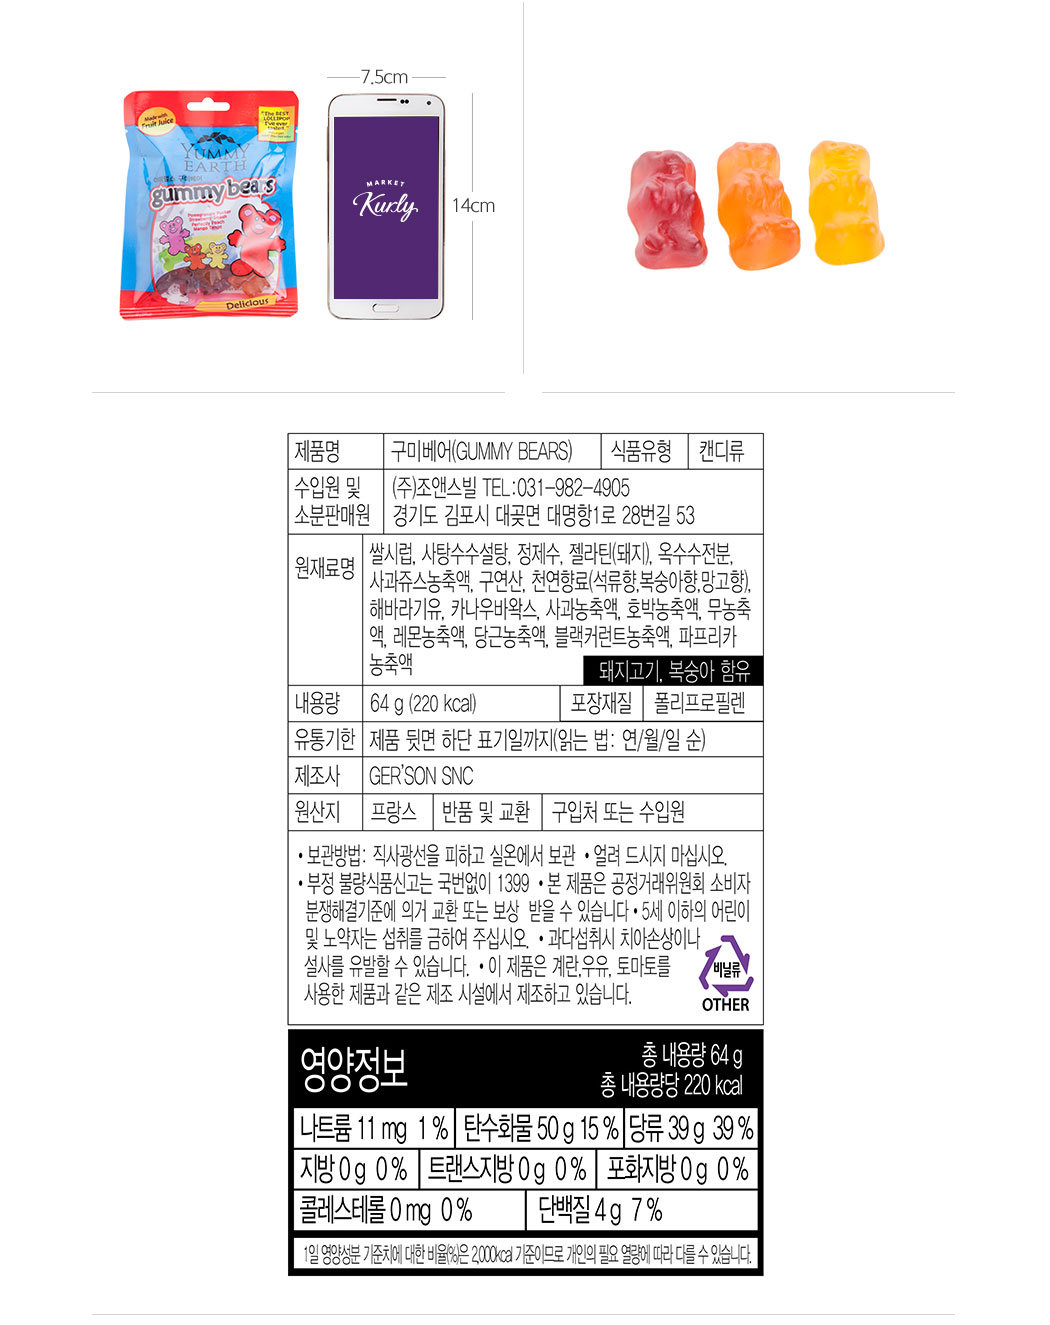 7.5cm
14cm
Made with
Fruit Juice
"The BEST
LOLLIPOP
I've ever
tasted."
YUMMY
EARTH
gummy bears
Pomegranate Pucker
Strawberry Smash
Perfectly Peach
Mango Tango
Delicious
MARKET
Kurly
제품명 구미베어(GUMMY BEARS) 식품유형 캔디류
수입원 및 (주)조앤스빌 TEL:031-982-4905
소분판매원 경기도 김포시 대곶면 대명항1로 28번길 53
원재료명 쌀시럽, 사탕수수설탕, 정제수, 젤라틴(돼지), 옥수수전분,
사과쥬스농축액, 구연산, 천연향료(석류향,복숭아향,망고향),
해바라기유, 카나우바왁스, 사과농축액, 호박농축액, 무농축
액, 레몬농축액, 당근농축액, 블랙커런트농축액, 파프리카
농축액
돼지고기, 복숭아 함유
내용량 64 g (220 kcal) 포장재질 폴리프로필렌
유통기한 제품 뒷면 하단 표기일까지(읽는 법: 연/월/일 순)
제조사 GER'SON SNC
원산지 프랑스 반품 및 교환 구입처 또는 수입원
• 보관방법: 직사광선을 피하고 실온에서 보관 • 얼려 드시지 마십시오.
• 부정 불량식품신고는 국번없이 1399 • 본 제품은 공정거래위원회 소비자
분쟁해결기준에 의거 교환 또는 보상 받을 수 있습니다 • 5세 이하의 어린이
및 노약자는 섭취를 금하여 주십시오. • 과다섭취시 치아손상이나
설사를 유발할 수 있습니다. • 이 제품은 계란,우유, 토마토를
사용한 제품과 같은 제조 시설에서 제조하고 있습니다.
비닐류
OTHER
영양정보
총 내용량 64 g
총 내용량당 220 kcal
나트륨 11 mg 1 % 탄수화물 50 g 15 % 당류 39 g 39 %
지방 0 g 0 % 트랜스지방 0 g 0 % 포화지방 0 g 0 %
콜레스테롤 0 mg 0 % 단백질 4 g 7 %
1일 영양성분 기준치에 대한 비율(%)은 2,000kcal 기준이므로 개인의 필요 열량에 따라 다를 수 있습니다.